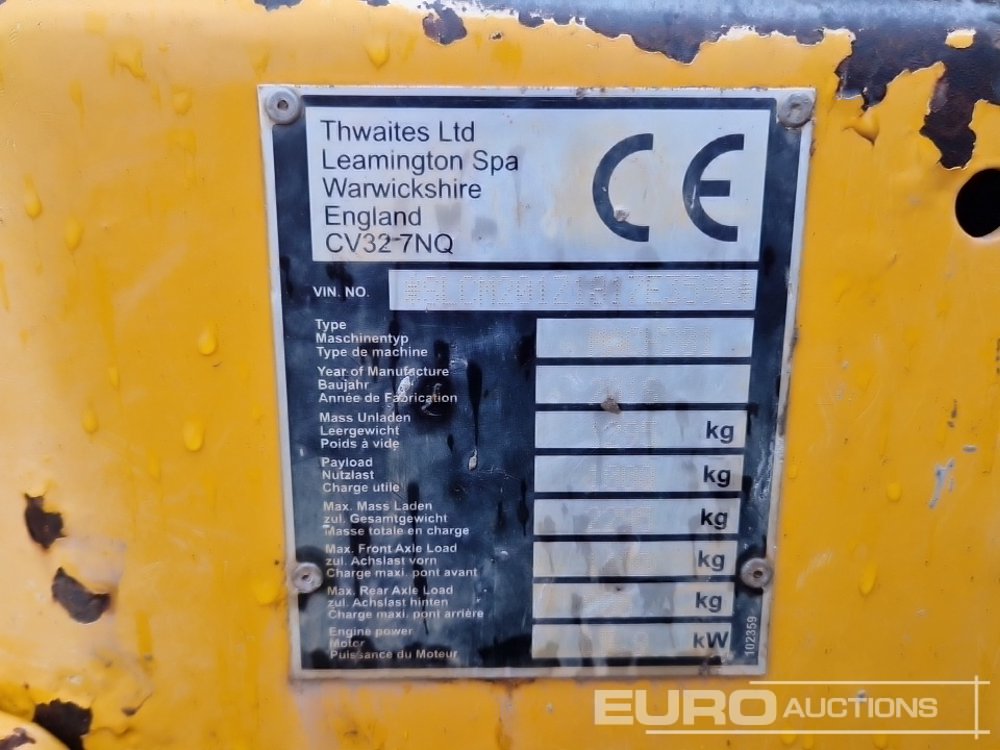 Thwaites Ltd
Leamington Spa
Warwickshire
England
CV32 7NQ
CE
VIN. NO.
Type
Maschinentyp
Type de machine
Year of Manufacture
Baujahr
Année de Fabrication
Mass Unladen
Leergewicht
Poids à vide
kg
Payload
Nutzlast
Charge utile
kg
Max. Mass Laden
zul. Gesamtgewicht
Masse totale en charge
kg
Max. Front Axle Load
zul. Achslast vorn
Charge maxi. pont avant
kg
Max. Rear Axle Load
zul. Achslast hinten
Charge maxi. pont arrière
kg
Engine power
Motor
Puissance du Moteur
kW
102359
EURO AUCTIONS